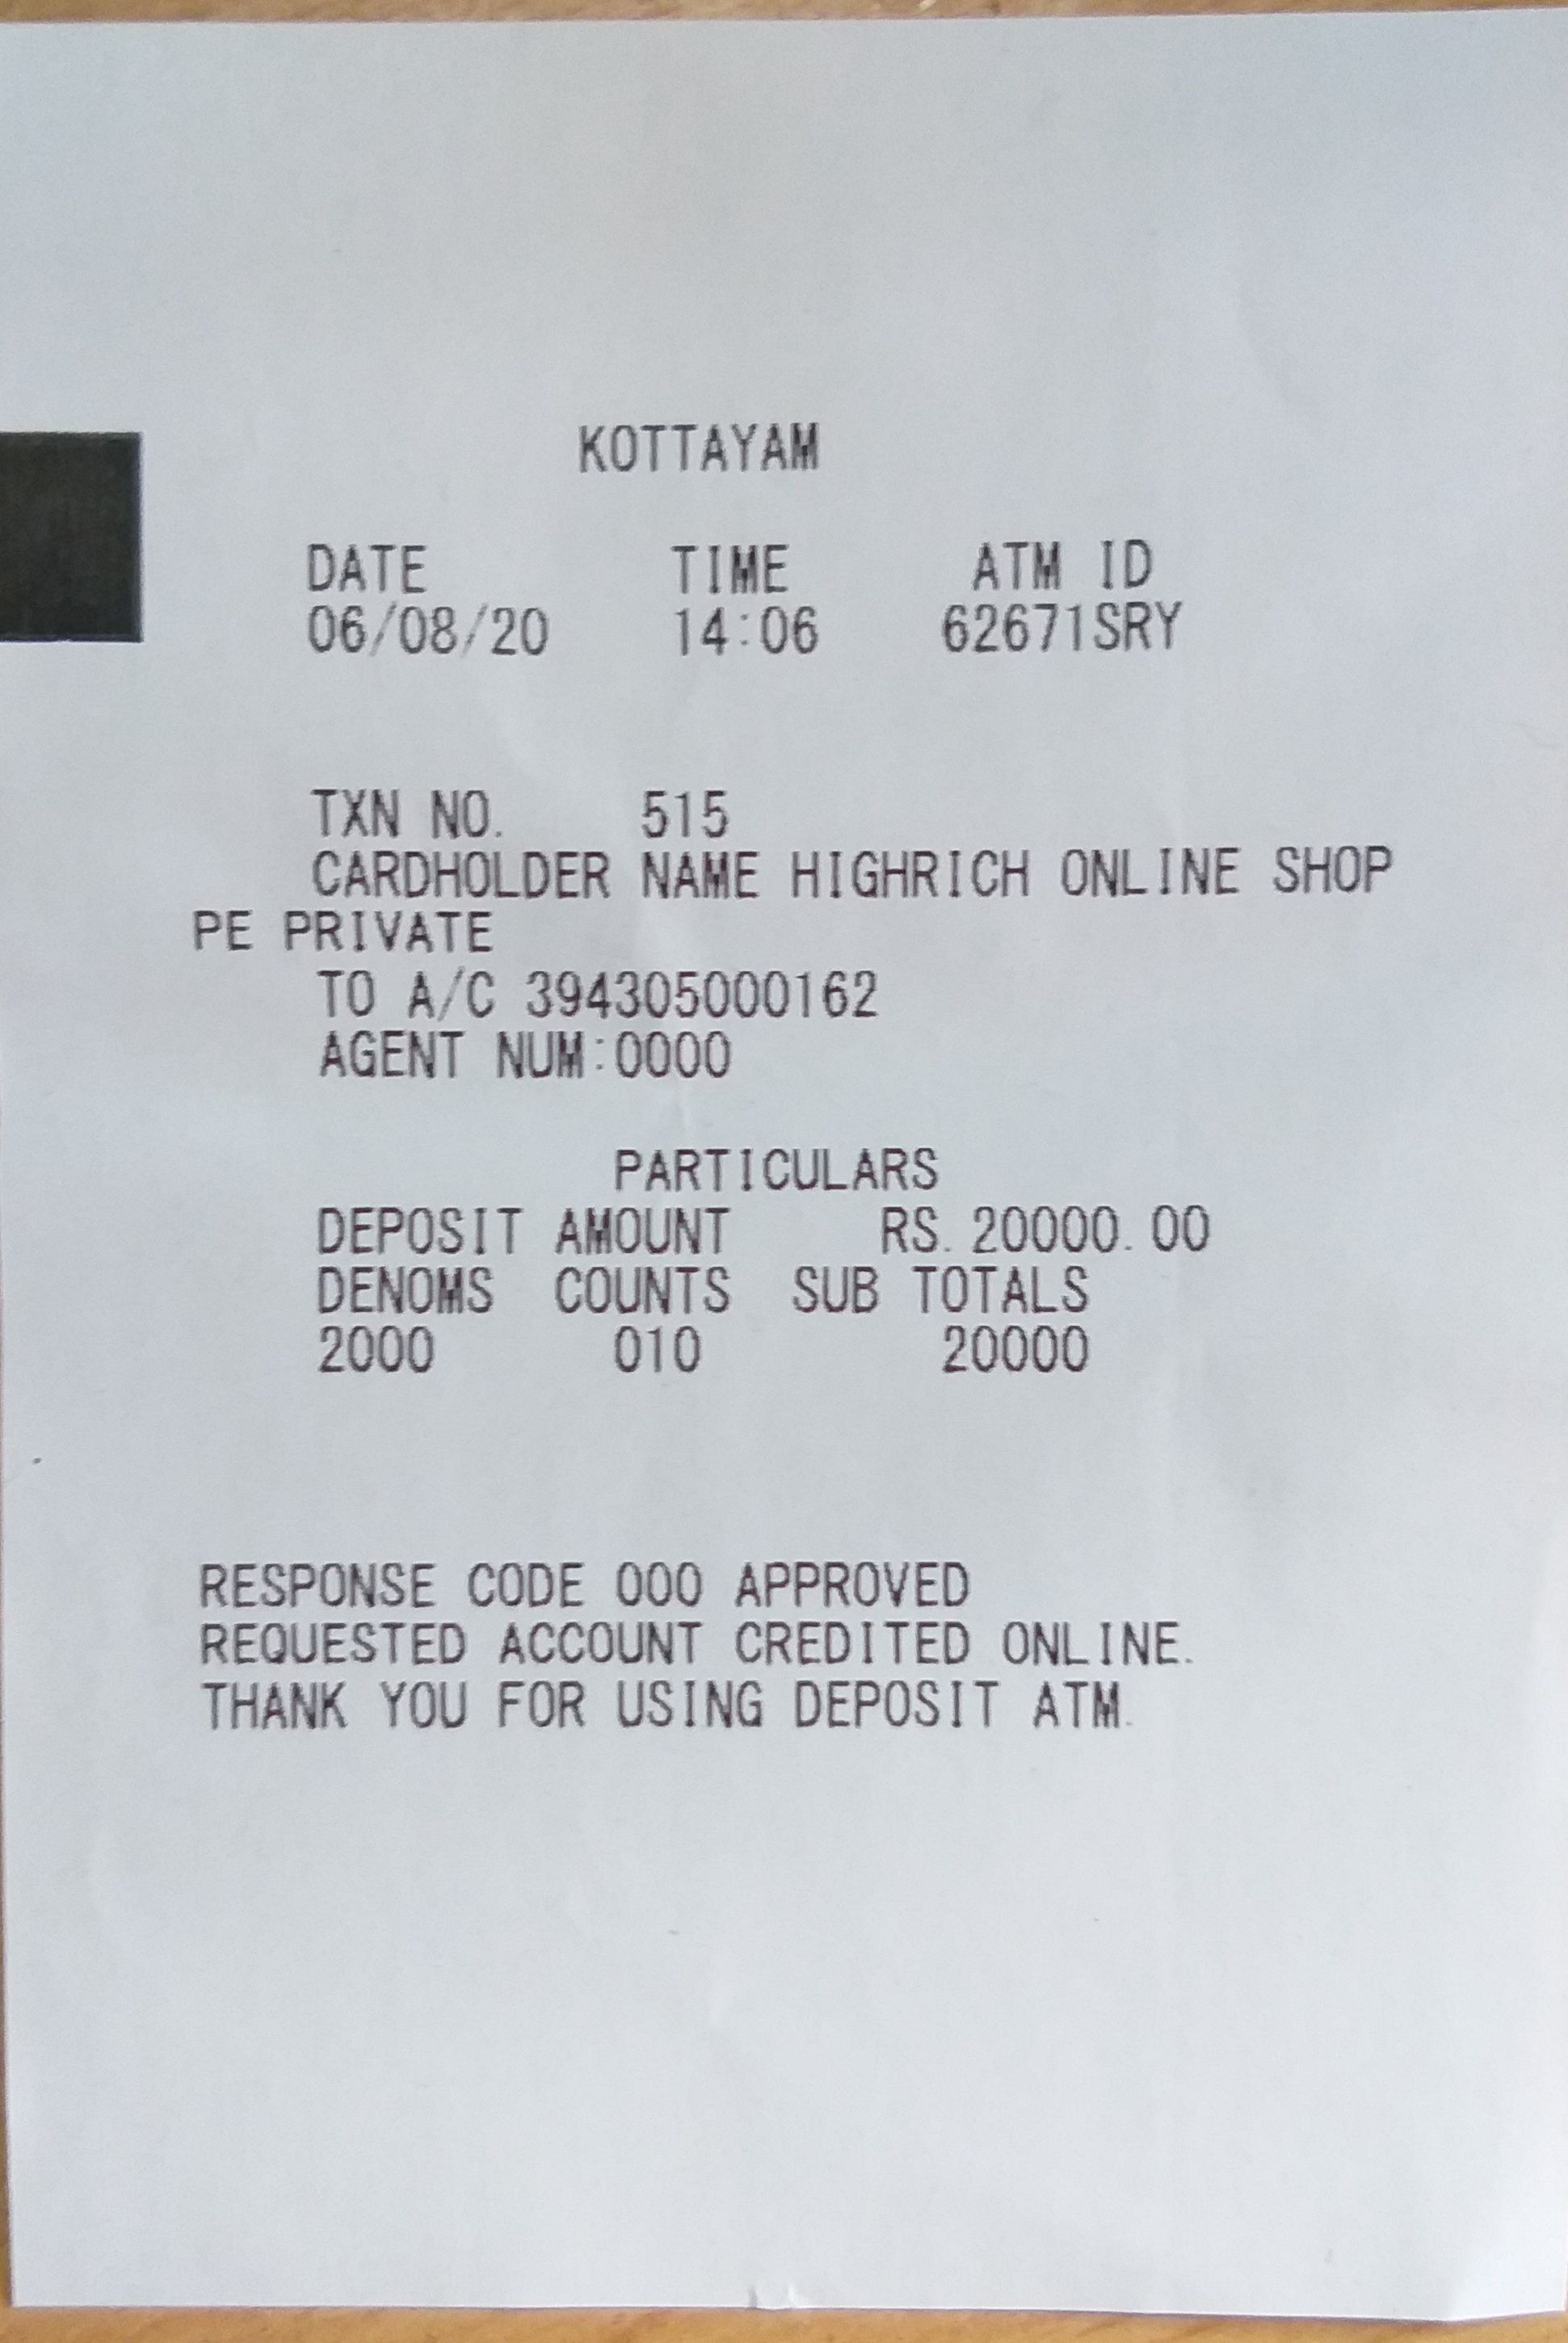 KOTTAYAM
DATE TIME ATM ID
06/08/20 14:06 62671SRY
TXN NO. 515
CARDHOLDER NAME HIGHRICH ONLINE SHOP
PE PRIVATE
TO A/C 394305000162
AGENT NUM:0000
PARTICULARS
DEPOSIT AMOUNT RS.20000.00
DENOMS COUNTS SUB TOTALS
2000 010 20000
RESPONSE CODE 000 APPROVED
REQUESTED ACCOUNT CREDITED ONLINE.
THANK YOU FOR USING DEPOSIT ATM.